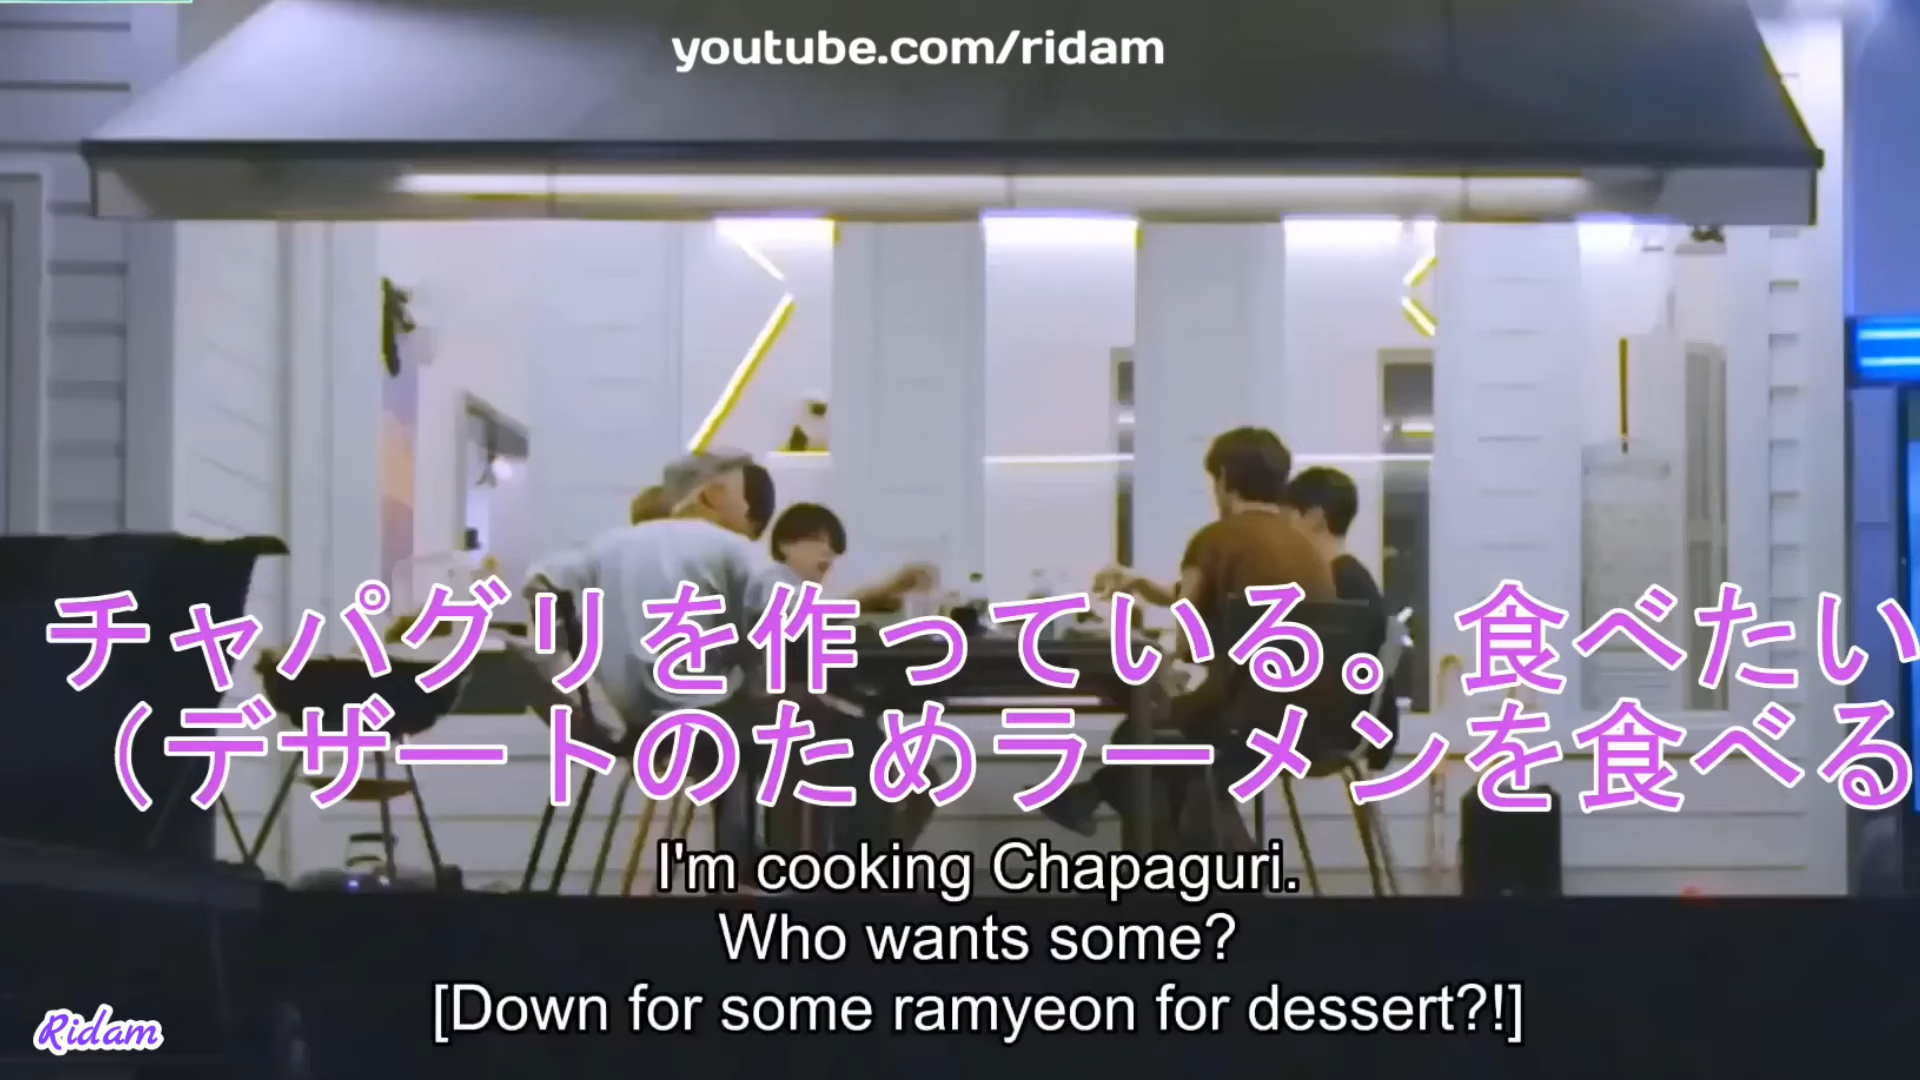 youtube.com/ridam
チャパグリを作っている。食べたい
（デザートのためラーメンを食べる
I'm cooking Chapaguri.
Who wants some?
[Down for some ramyeon for dessert?!]
Ridam